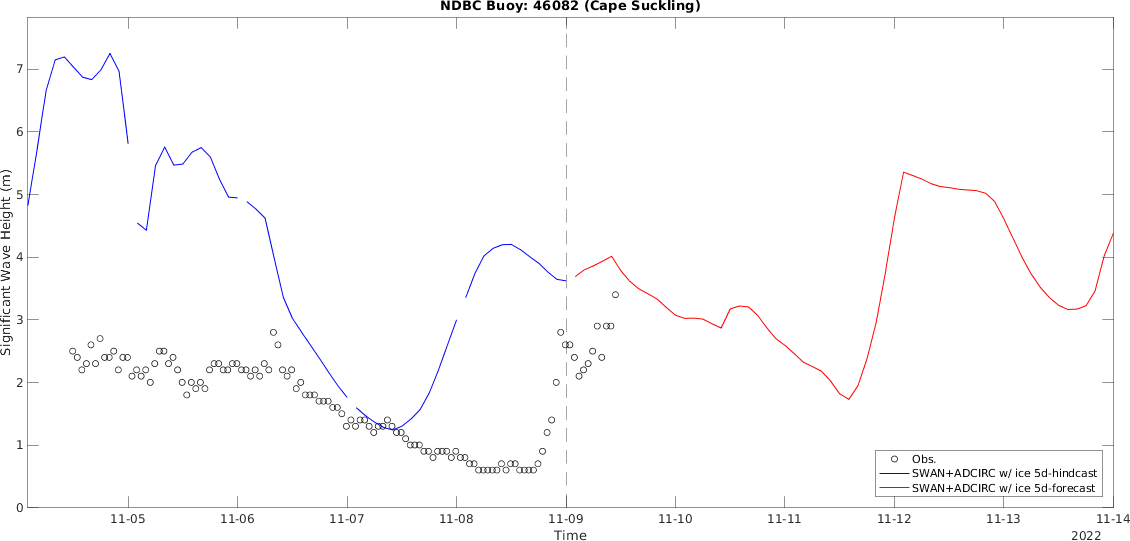 NDBC Buoy: 46082 (Cape Suckling)
Significant Wave Height (m)
7
6
5
4
3
2
1
0
Obs.
SWAN+ADCIRC w/ ice 5d-hindcast
SWAN+ADCIRC w/ ice 5d-forecast
11-05 11-06 11-07 11-08 11-09 11-10 11-11 11-12 11-13 11-14
Time
2022